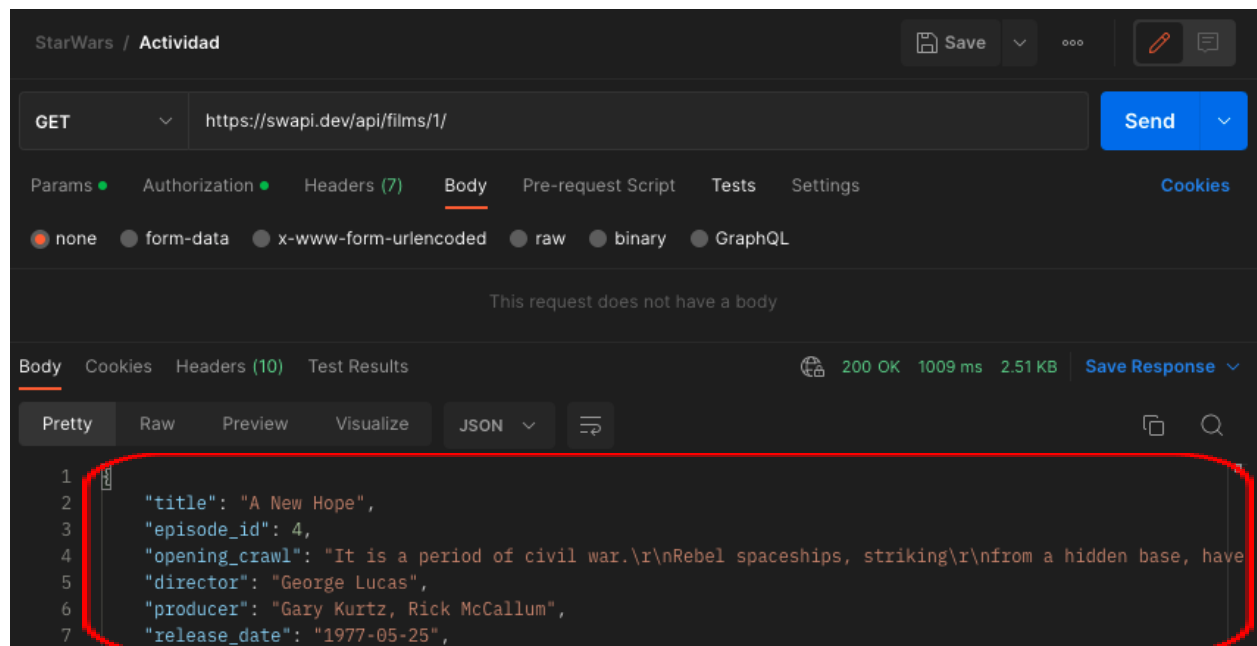 StarWars / Actividad Save ooo
GET https://swapi.dev/api/films/1/ Send
Params Authorization Headers (7) Body Pre-request Script Tests Settings Cookies
none form-data x-www-form-urlencoded raw binary GraphQL
This request does not have a body
Body Cookies Headers (10) Test Results 200 OK 1009 ms 2.51 KB Save Response
Pretty Raw Preview Visualize JSON
1 {
2 "title": "A New Hope",
3 "episode_id": 4,
4 "opening_crawl": "It is a period of civil war.\r\nRebel spaceships, striking\r\nfrom a hidden base, have
5 "director": "George Lucas",
6 "producer": "Gary Kurtz, Rick McCallum",
7 "release_date": "1977-05-25",